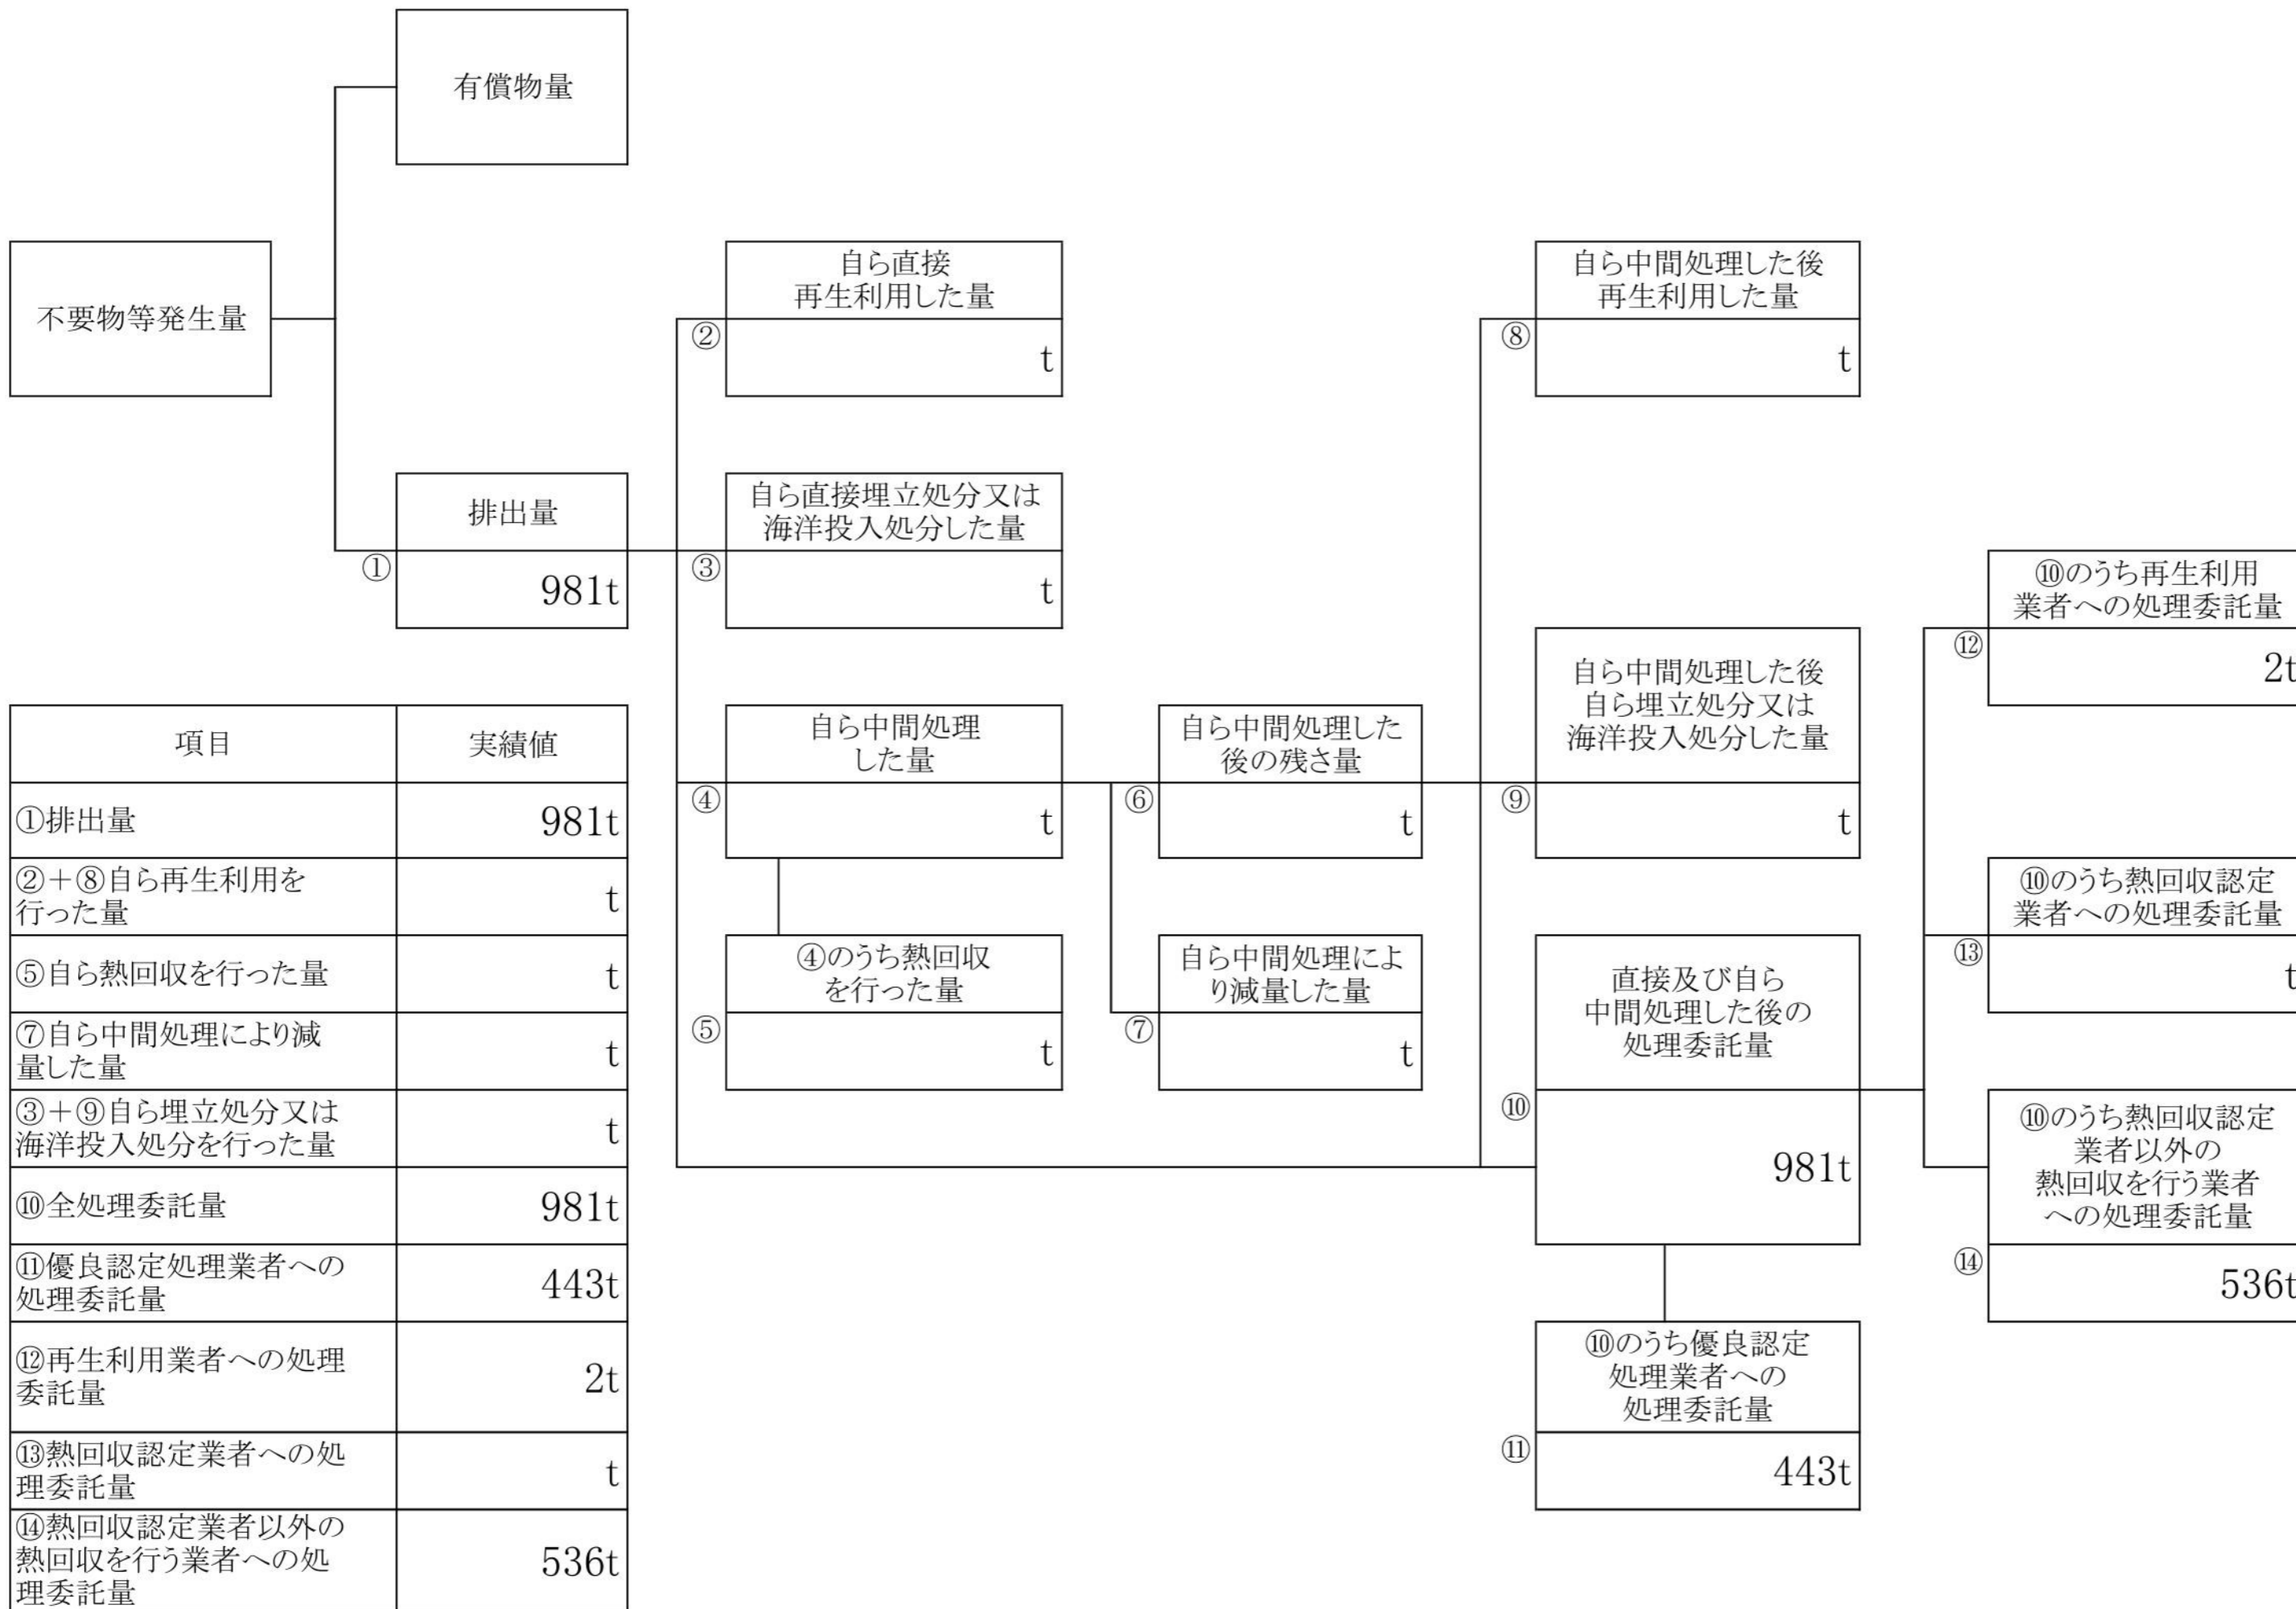 有償物量
不要物等発生量
自ら直接
再生利用した量
②
t
自ら中間処理した後
再生利用した量
⑧
t
排出量
①
981t
自ら直接埋立処分又は
海洋投入処分した量
③
t
⑩のうち再生利用
業者への処理委託量
⑫
2t
自ら中間処理
した量
④
t
自ら中間処理した
後の残さ量
⑥
t
自ら中間処理した後
自ら埋立処分又は
海洋投入処分した量
⑨
t
⑩のうち熱回収認定
業者への処理委託量
⑬
t
④のうち熱回収
を行った量
⑤
t
自ら中間処理によ
り減量した量
⑦
t
直接及び自ら
中間処理した後の
処理委託量
⑩
981t
⑩のうち熱回収認定
業者以外の
熱回収を行う業者
への処理委託量
⑭
536t
⑩のうち優良認定
処理業者への
処理委託量
⑪
443t
項目
実績値
①排出量
981t
②+⑧自ら再生利用を
行った量
t
⑤自ら熱回収を行った量
t
⑦自ら中間処理により減
量した量
t
③+⑨自ら埋立処分又は
海洋投入処分を行った量
t
⑩全処理委託量
981t
⑪優良認定処理業者への
処理委託量
443t
⑫再生利用業者への処理
委託量
2t
⑬熱回収認定業者への処
理委託量
t
⑭熱回収認定業者以外の
熱回収を行う業者への処
理委託量
536t